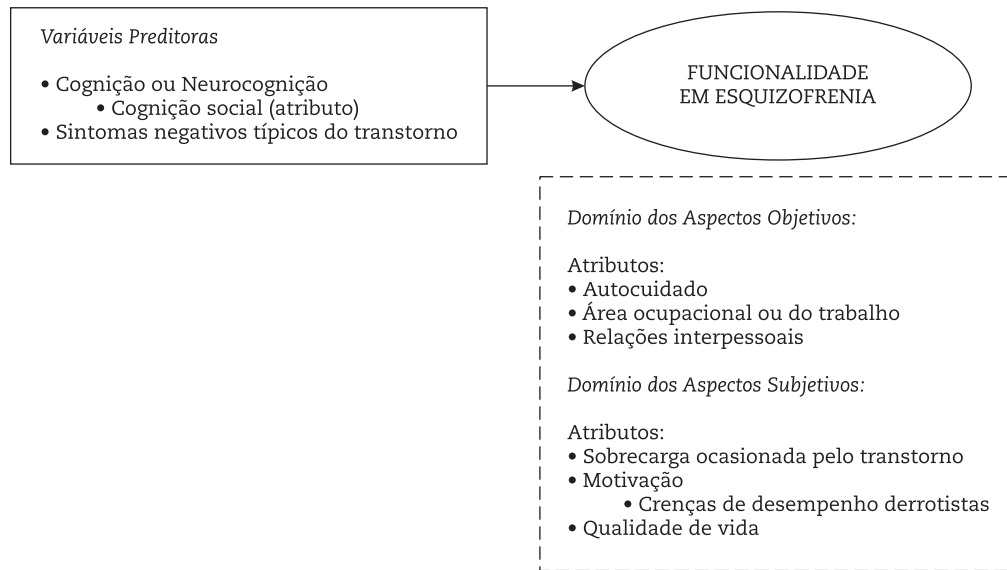 Variáveis Preditoras
• Cognição ou Neurocognição
• Cognição social (atributo)
• Sintomas negativos típicos do transtorno
FUNCIONALIDADE
EM ESQUIZOFRENIA
Domínio dos Aspectos Objetivos:
Atributos:
• Autocuidado
• Área ocupacional ou do trabalho
• Relações interpessoais
Domínio dos Aspectos Subjetivos:
Atributos:
• Sobrecarga ocasionada pelo transtorno
• Motivação
• Crenças de desempenho derrotistas
• Qualidade de vida